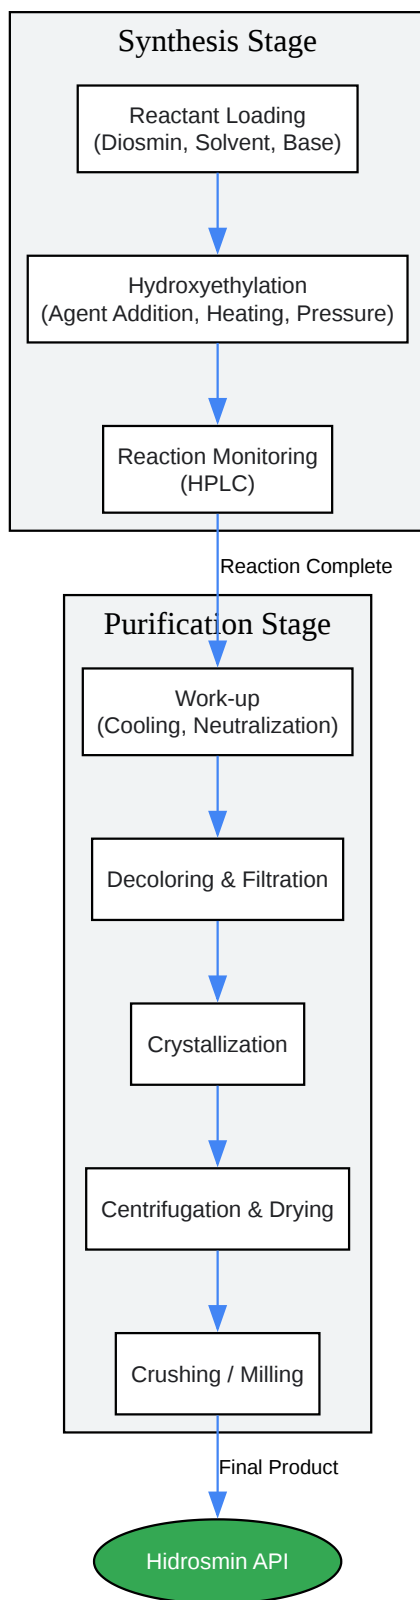 Synthesis Stage
Reactant Loading
(Diosmin, Solvent, Base)
Hydroxyethylation
(Agent Addition, Heating, Pressure)
Reaction Monitoring
(HPLC)
Reaction Complete
Purification Stage
Work-up
(Cooling, Neutralization)
Decoloring & Filtration
Crystallization
Centrifugation & Drying
Crushing / Milling
Final Product
Hidrosmin API